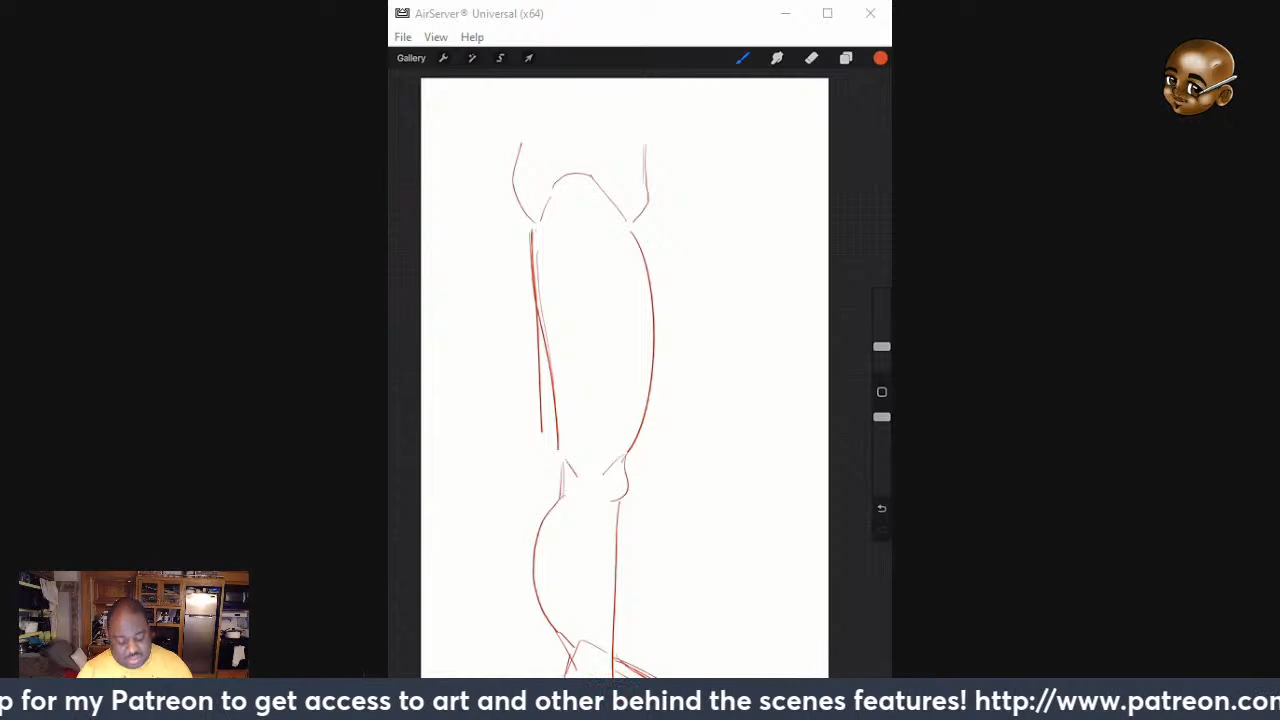 AirServer® Universal (x64)
File View Help
Gallery
p for my Patreon to get access to art and other behind the scenes features! http://www.patreon.com